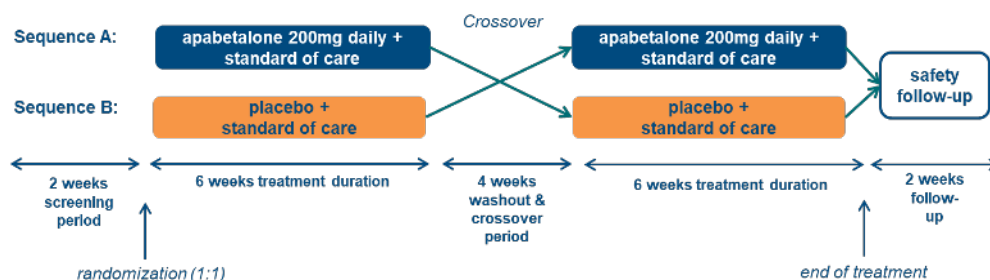 Crossover
Sequence A:
apabetalone 200mg daily +
standard of care
apabetalone 200mg daily +
standard of care
safety
follow-up
Sequence B:
placebo +
standard of care
placebo +
standard of care
2 weeks
screening
period
6 weeks treatment duration
4 weeks
washout &
crossover
period
6 weeks treatment duration
2 weeks
follow-
up
randomization (1:1)
end of treatment